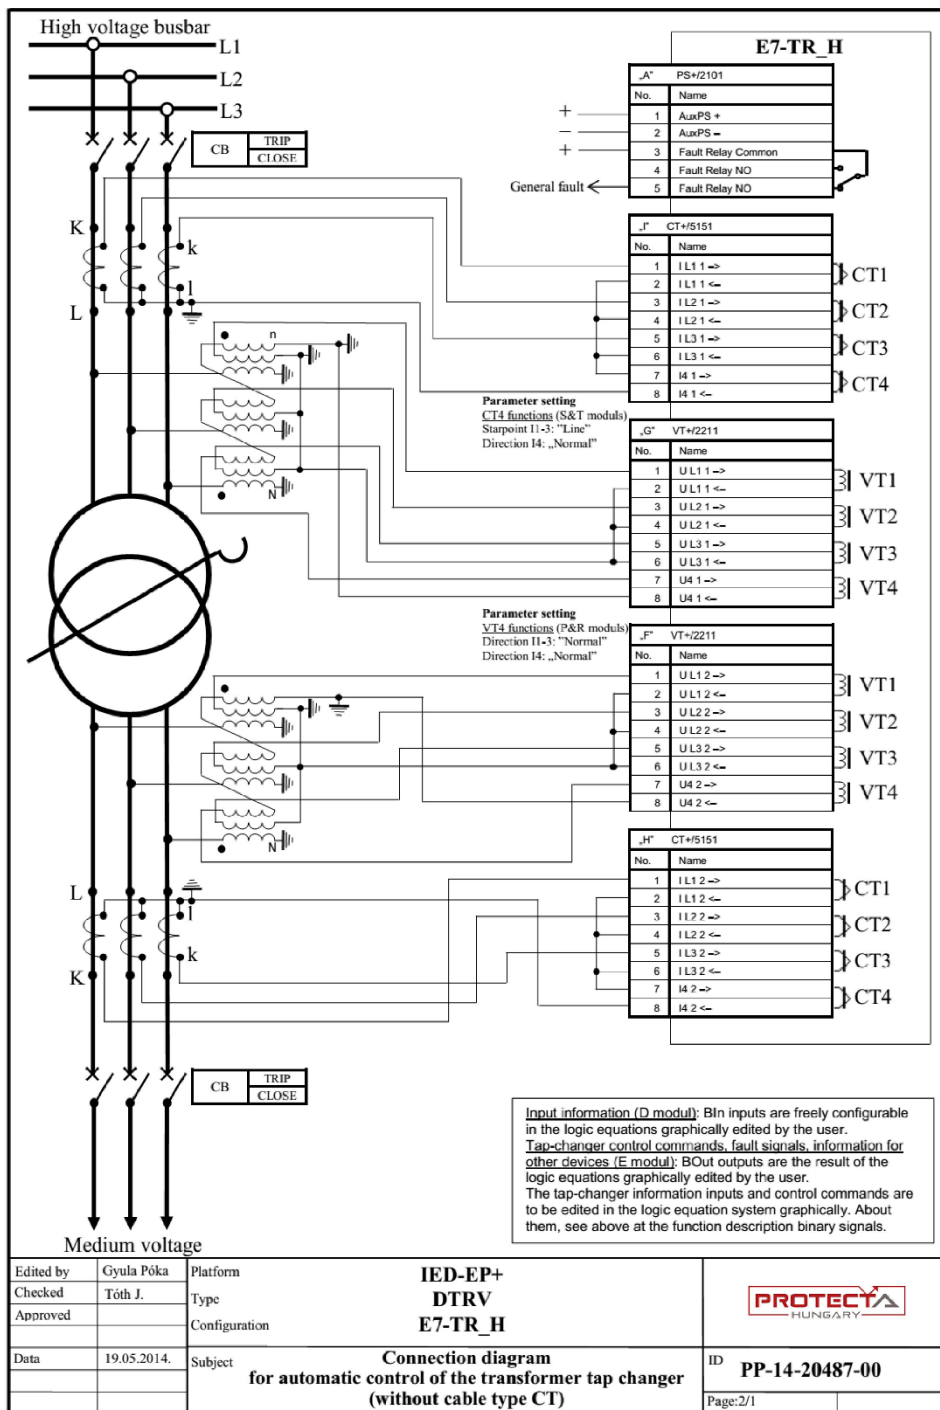 High voltage busbar
L1
L2
L3
CB TRIP
CLOSE
E7-TR_H
„A” PS+/2101
No. Name
1 AuxPS +
2 AuxPS –
3 Fault Relay Common
4 Fault Relay NO
5 Fault Relay NO
+
–
+
General fault
K
k
L
l
„I” CT+/5151
No. Name
1 I L1 1 –>
2 I L1 1 <–
3 I L2 1 –>
4 I L2 1 <–
5 I L3 1 –>
6 I L3 1 <–
7 I4 1 –>
8 I4 1 <–
CT1
CT2
CT3
CT4
n
N
Parameter setting
CT4 functions (S&T moduls)
Starpoint I1-3: ”Line”
Direction I4: „Normal”
„G” VT+/2211
No. Name
1 U L1 1 –>
2 U L1 1 <–
3 U L2 1 –>
4 U L2 1 <–
5 U L3 1 –>
6 U L3 1 <–
7 U4 1 –>
8 U4 1 <–
VT1
VT2
VT3
VT4
Parameter setting
VT4 functions (P&R moduls)
Direction I1-3: ”Normal”
Direction I4: „Normal”
„F” VT+/2211
No. Name
1 U L1 2 –>
2 U L1 2 <–
3 U L2 2 –>
4 U L2 2 <–
5 U L3 2 –>
6 U L3 2 <–
7 U4 2 –>
8 U4 2 <–
VT1
VT2
VT3
VT4
N
„H” CT+/5151
No. Name
1 I L1 2 –>
2 I L1 2 <–
3 I L2 2 –>
4 I L2 2 <–
5 I L3 2 –>
6 I L3 2 <–
7 I4 2 –>
8 I4 2 <–
CT1
CT2
CT3
CT4
L
l
K
k
CB TRIP
CLOSE
Medium voltage
Input information (D modul): BIn inputs are freely configurable
in the logic equations graphically edited by the user.
Tap-changer control commands, fault signals, information for
other devices (E modul): BOut outputs are the result of the
logic equations graphically edited by the user.
The tap-changer information inputs and control commands are
to be edited in the logic equation system graphically. About
them, see above at the function description binary signals.
Edited by Gyula Póka
Checked Tóth J.
Approved
Data 19.05.2014.
Platform IED-EP+
Type DTRV
Configuration E7-TR_H
Subject Connection diagram
for automatic control of the transformer tap changer
(without cable type CT)
PROTECTA
HUNGARY
ID PP-14-20487-00
Page:2/1